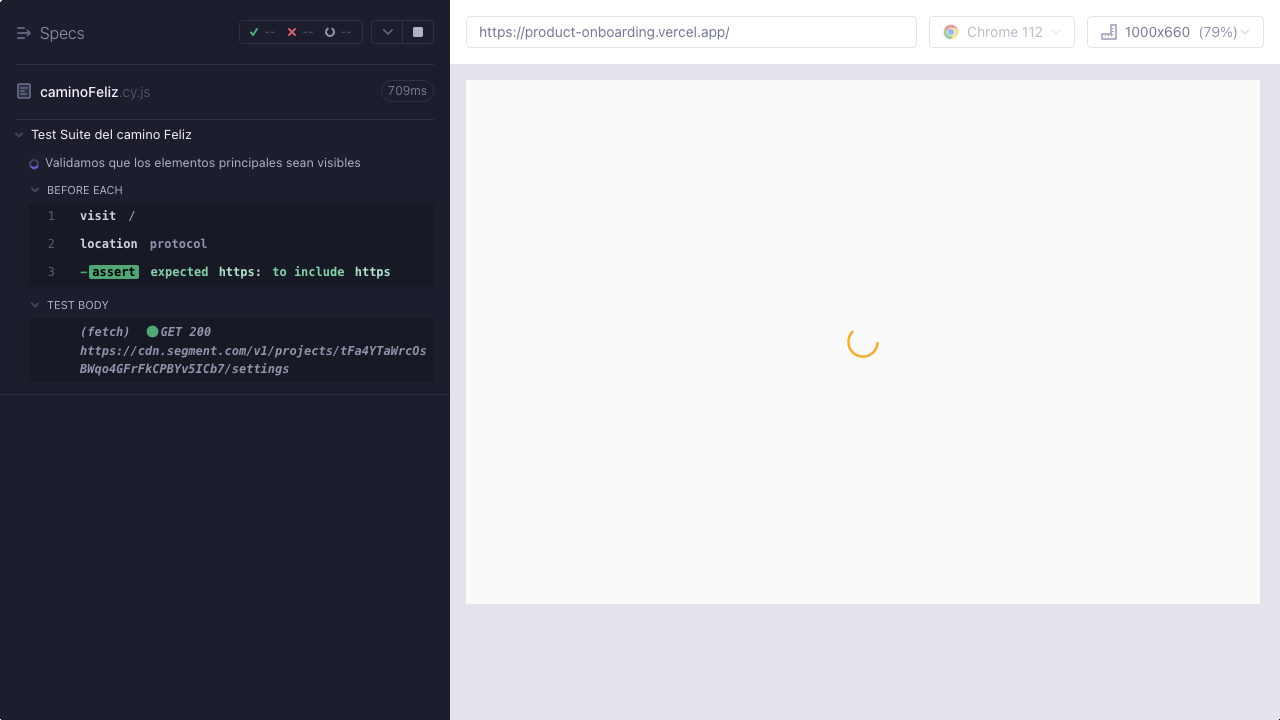 Specs
--
--
--
https://product-onboarding.vercel.app/
Chrome 112
1000x660 (79%)
caminoFeliz.cy.js
709ms
Test Suite del camino Feliz
Validamos que los elementos principales sean visibles
BEFORE EACH
1 visit /
2 location protocol
3 -assert expected https: to include https
TEST BODY
(fetch) GET 200
https://cdn.segment.com/v1/projects/tFa4YTaWrcOs
BWqo4GFrFkCPBYv5ICb7/settings